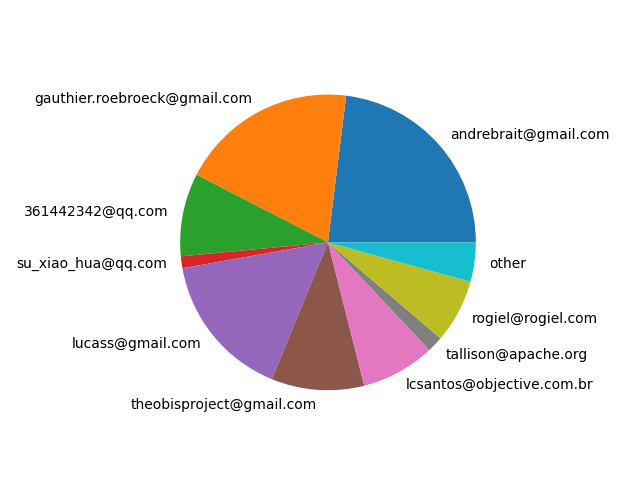 gauthier.roebroeck@gmail.com
andrebrait@gmail.com
361442342@qq.com
su_xiao_hua@qq.com
other
rogiel@rogiel.com
lucass@gmail.com
tallison@apache.org
lcsantos@objective.com.br
theobisproject@gmail.com